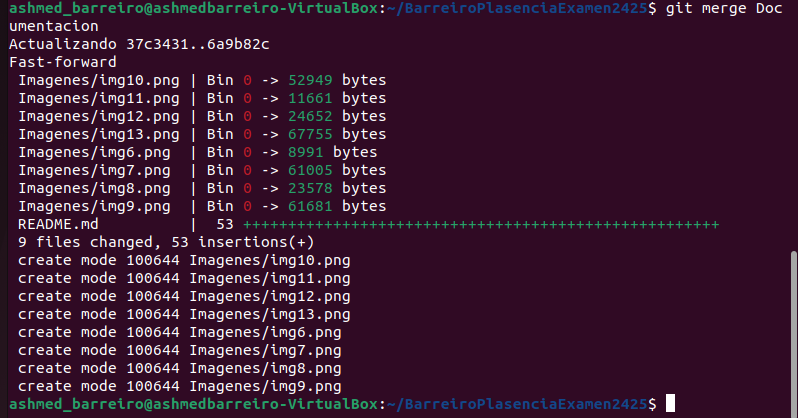 ashmed_barreiro@ashmedbarreiro-VirtualBox:~/BarreiroPlasenciaExamen2425$ git merge Doc
umentacion
Actualizando 37c3431..6a9b82c
Fast-forward
 Imagenes/img10.png | Bin 0 -> 52949 bytes
 Imagenes/img11.png | Bin 0 -> 11661 bytes
 Imagenes/img12.png | Bin 0 -> 24652 bytes
 Imagenes/img13.png | Bin 0 -> 67755 bytes
 Imagenes/img6.png  | Bin 0 -> 8991 bytes
 Imagenes/img7.png  | Bin 0 -> 61005 bytes
 Imagenes/img8.png  | Bin 0 -> 23578 bytes
 Imagenes/img9.png  | Bin 0 -> 61681 bytes
 README.md          |  53 +++++++++++++++++++++++++++++++++++++++++++++++++++++
 9 files changed, 53 insertions(+)
 create mode 100644 Imagenes/img10.png
 create mode 100644 Imagenes/img11.png
 create mode 100644 Imagenes/img12.png
 create mode 100644 Imagenes/img13.png
 create mode 100644 Imagenes/img6.png
 create mode 100644 Imagenes/img7.png
 create mode 100644 Imagenes/img8.png
 create mode 100644 Imagenes/img9.png
ashmed_barreiro@ashmedbarreiro-VirtualBox:~/BarreiroPlasenciaExamen2425$